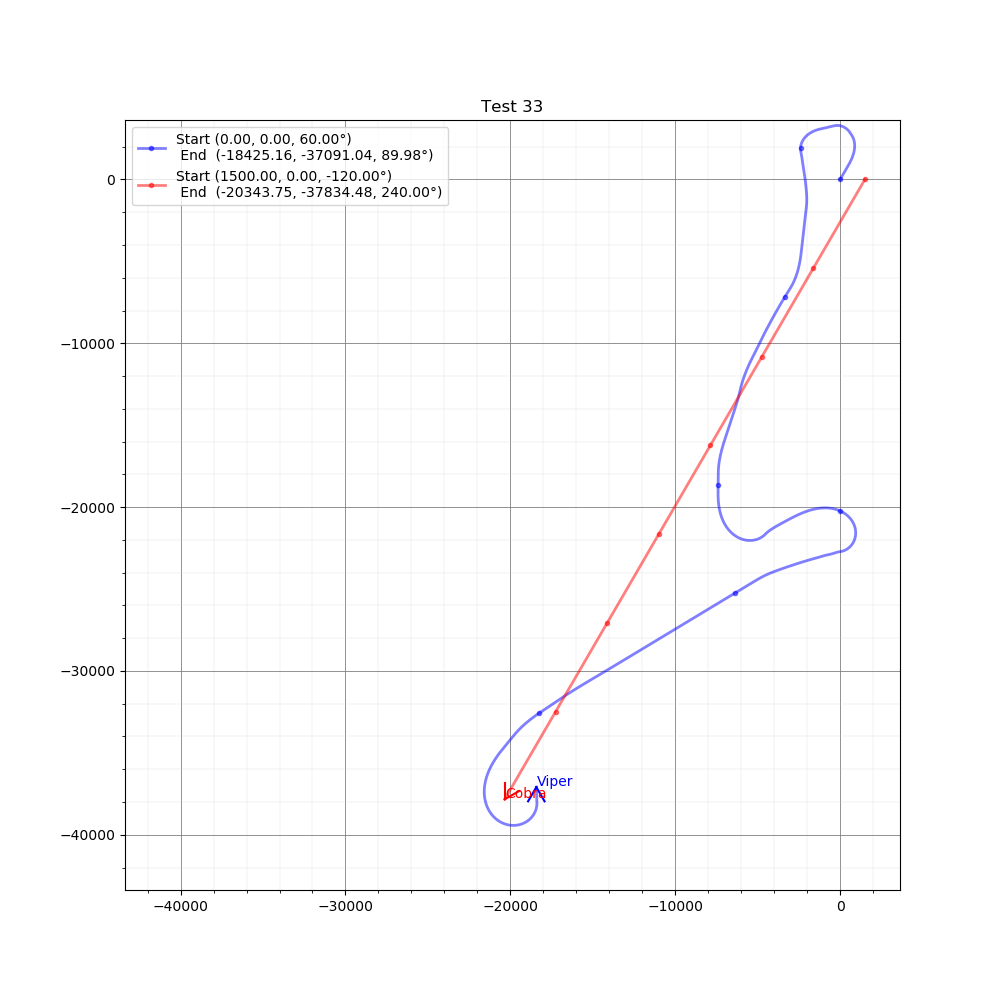 Test 33
Start (0.00, 0.00, 60.00°)
End (-18425.16, -37091.04, 89.98°)
Start (1500.00, 0.00, -120.00°)
End (-20343.75, -37834.48, 240.00°)
0
−10000
−20000
−30000
−40000
Viper
Cobra
−40000 −30000 −20000 −10000 0